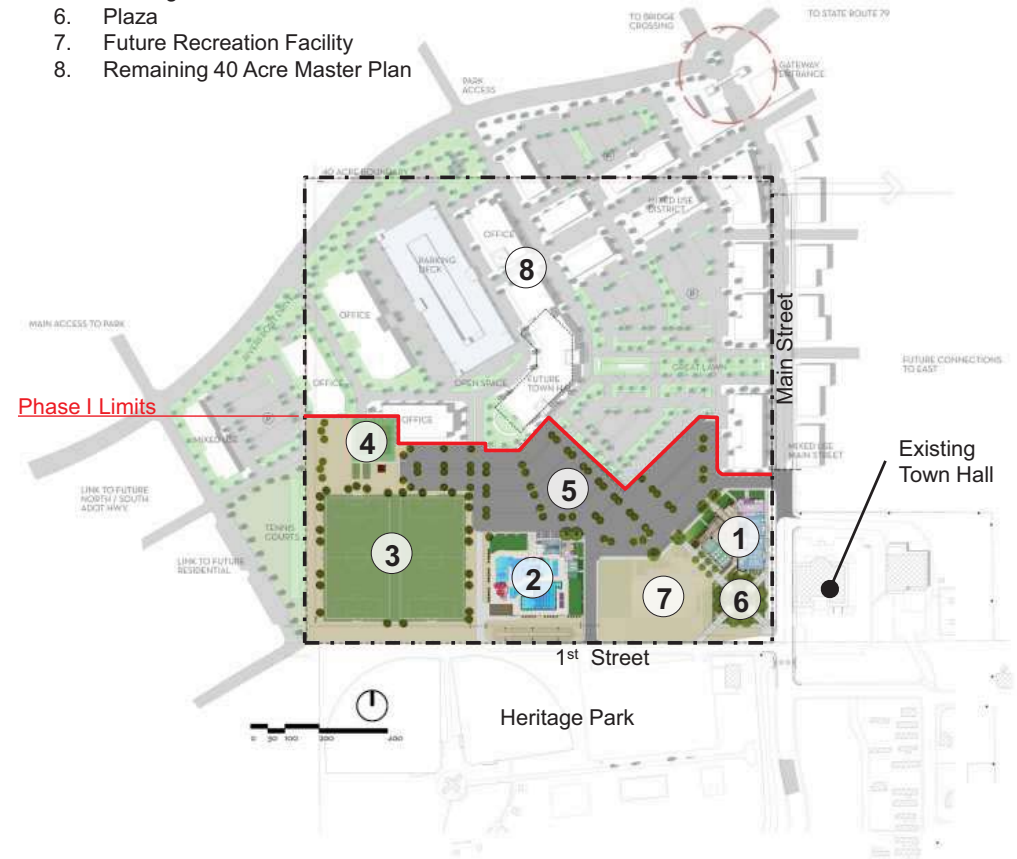 6. Plaza
7. Future Recreation Facility
8. Remaining 40 Acre Master Plan
TO BRIDGE
CROSSING
TO STATE ROUTE 79
GATEWAY
ENTRANCE
PARK
ACCESS
40 ACRE BOUNDARY
MIXED USE
DISTRICT
OFFICE
8
PARKING
DECK
OFFICE
MAIN ACCESS TO PARK
Main Street
FUTURE CONNECTIONS
TO EAST
OFFICE
OPEN SPACE
FUTURE
TOWN HALL
GREAT LAWN
Phase I Limits
OFFICE
4
MIXED USE
MIXED USE
MAIN STREET
Existing
Town Hall
5
LINK TO FUTURE
NORTH / SOUTH
ADOT HWY.
TENNIS
COURTS
1
3
LINK TO FUTURE
RESIDENTIAL
2
7
6
1st Street
Heritage Park
0 50 100 200 400